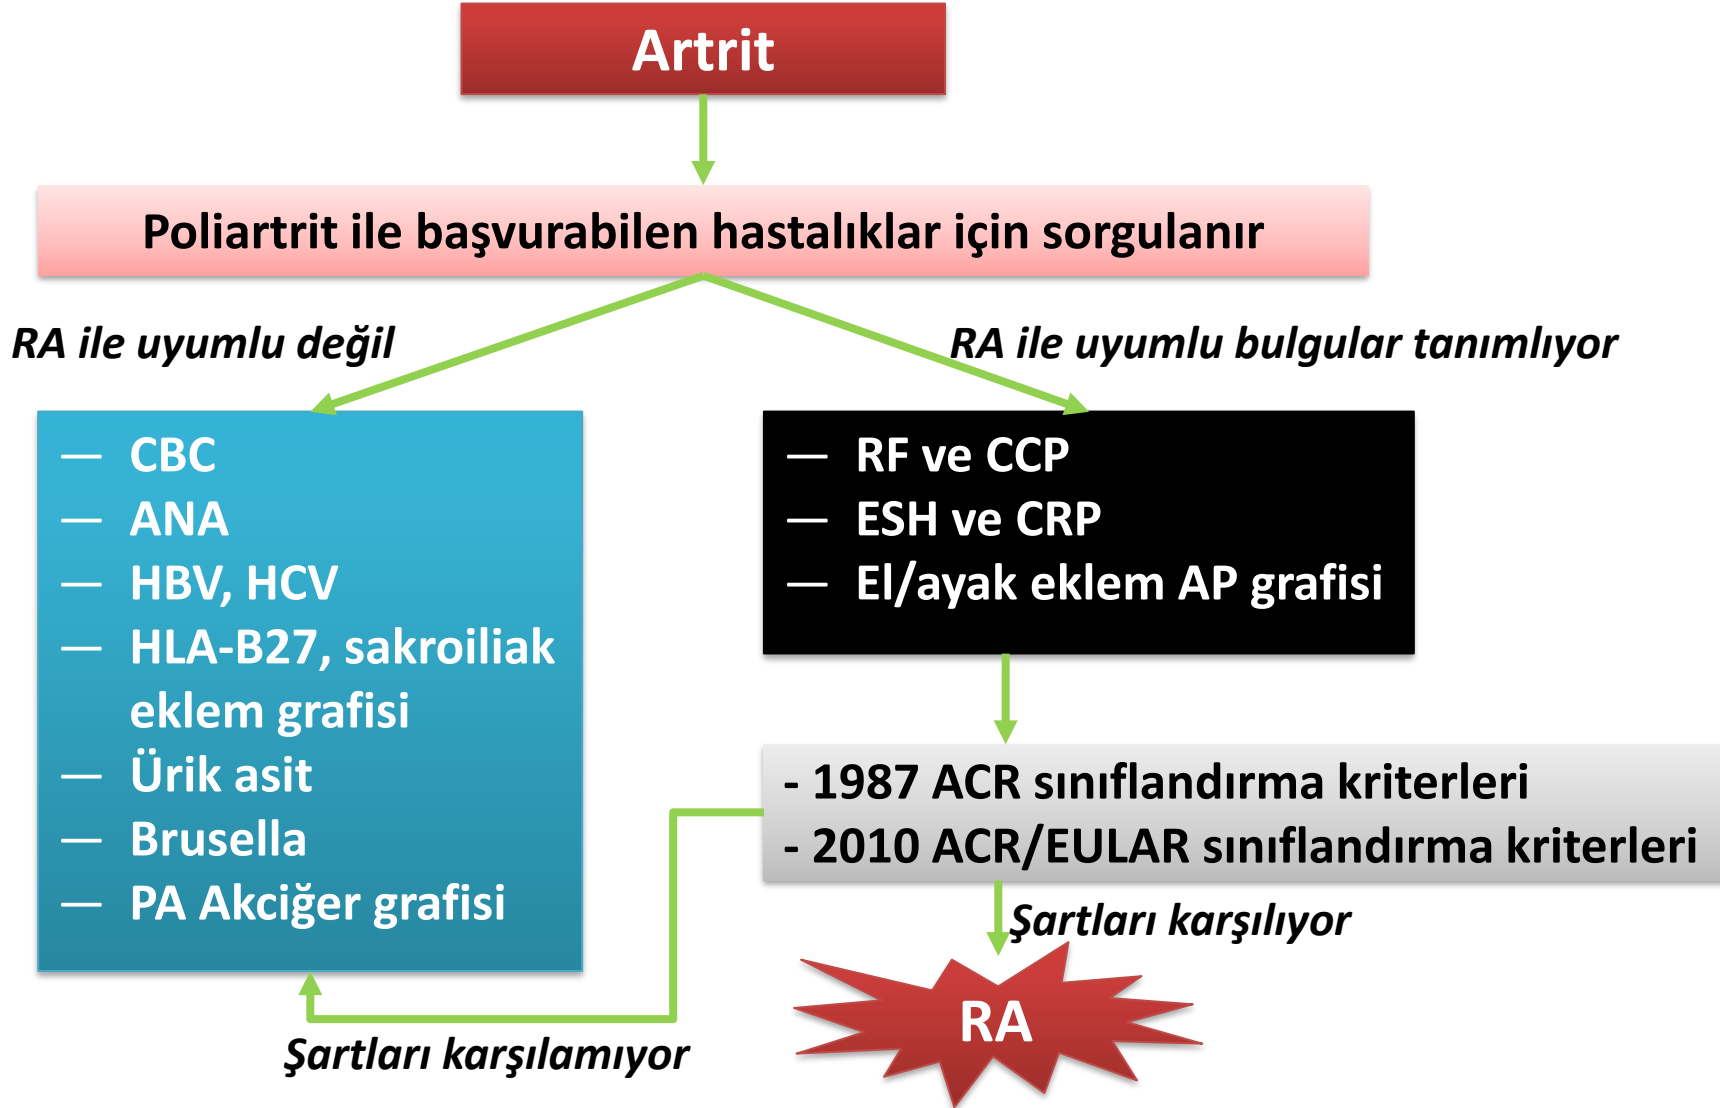 Artrit
Poliartrit ile başvurabilen hastalıklar için sorgulanır
RA ile uyumlu değil
RA ile uyumlu bulgular tanımlıyor
— CBC
— ANA
— HBV, HCV
— HLA-B27, sakroiliak
eklem grafisi
— Ürik asit
— Brusella
— PA Akciğer grafisi
— RF ve CCP
— ESH ve CRP
— El/ayak eklem AP grafisi
- 1987 ACR sınıflandırma kriterleri
- 2010 ACR/EULAR sınıflandırma kriterleri
Şartları karşılıyor
RA
Şartları karşılamıyor